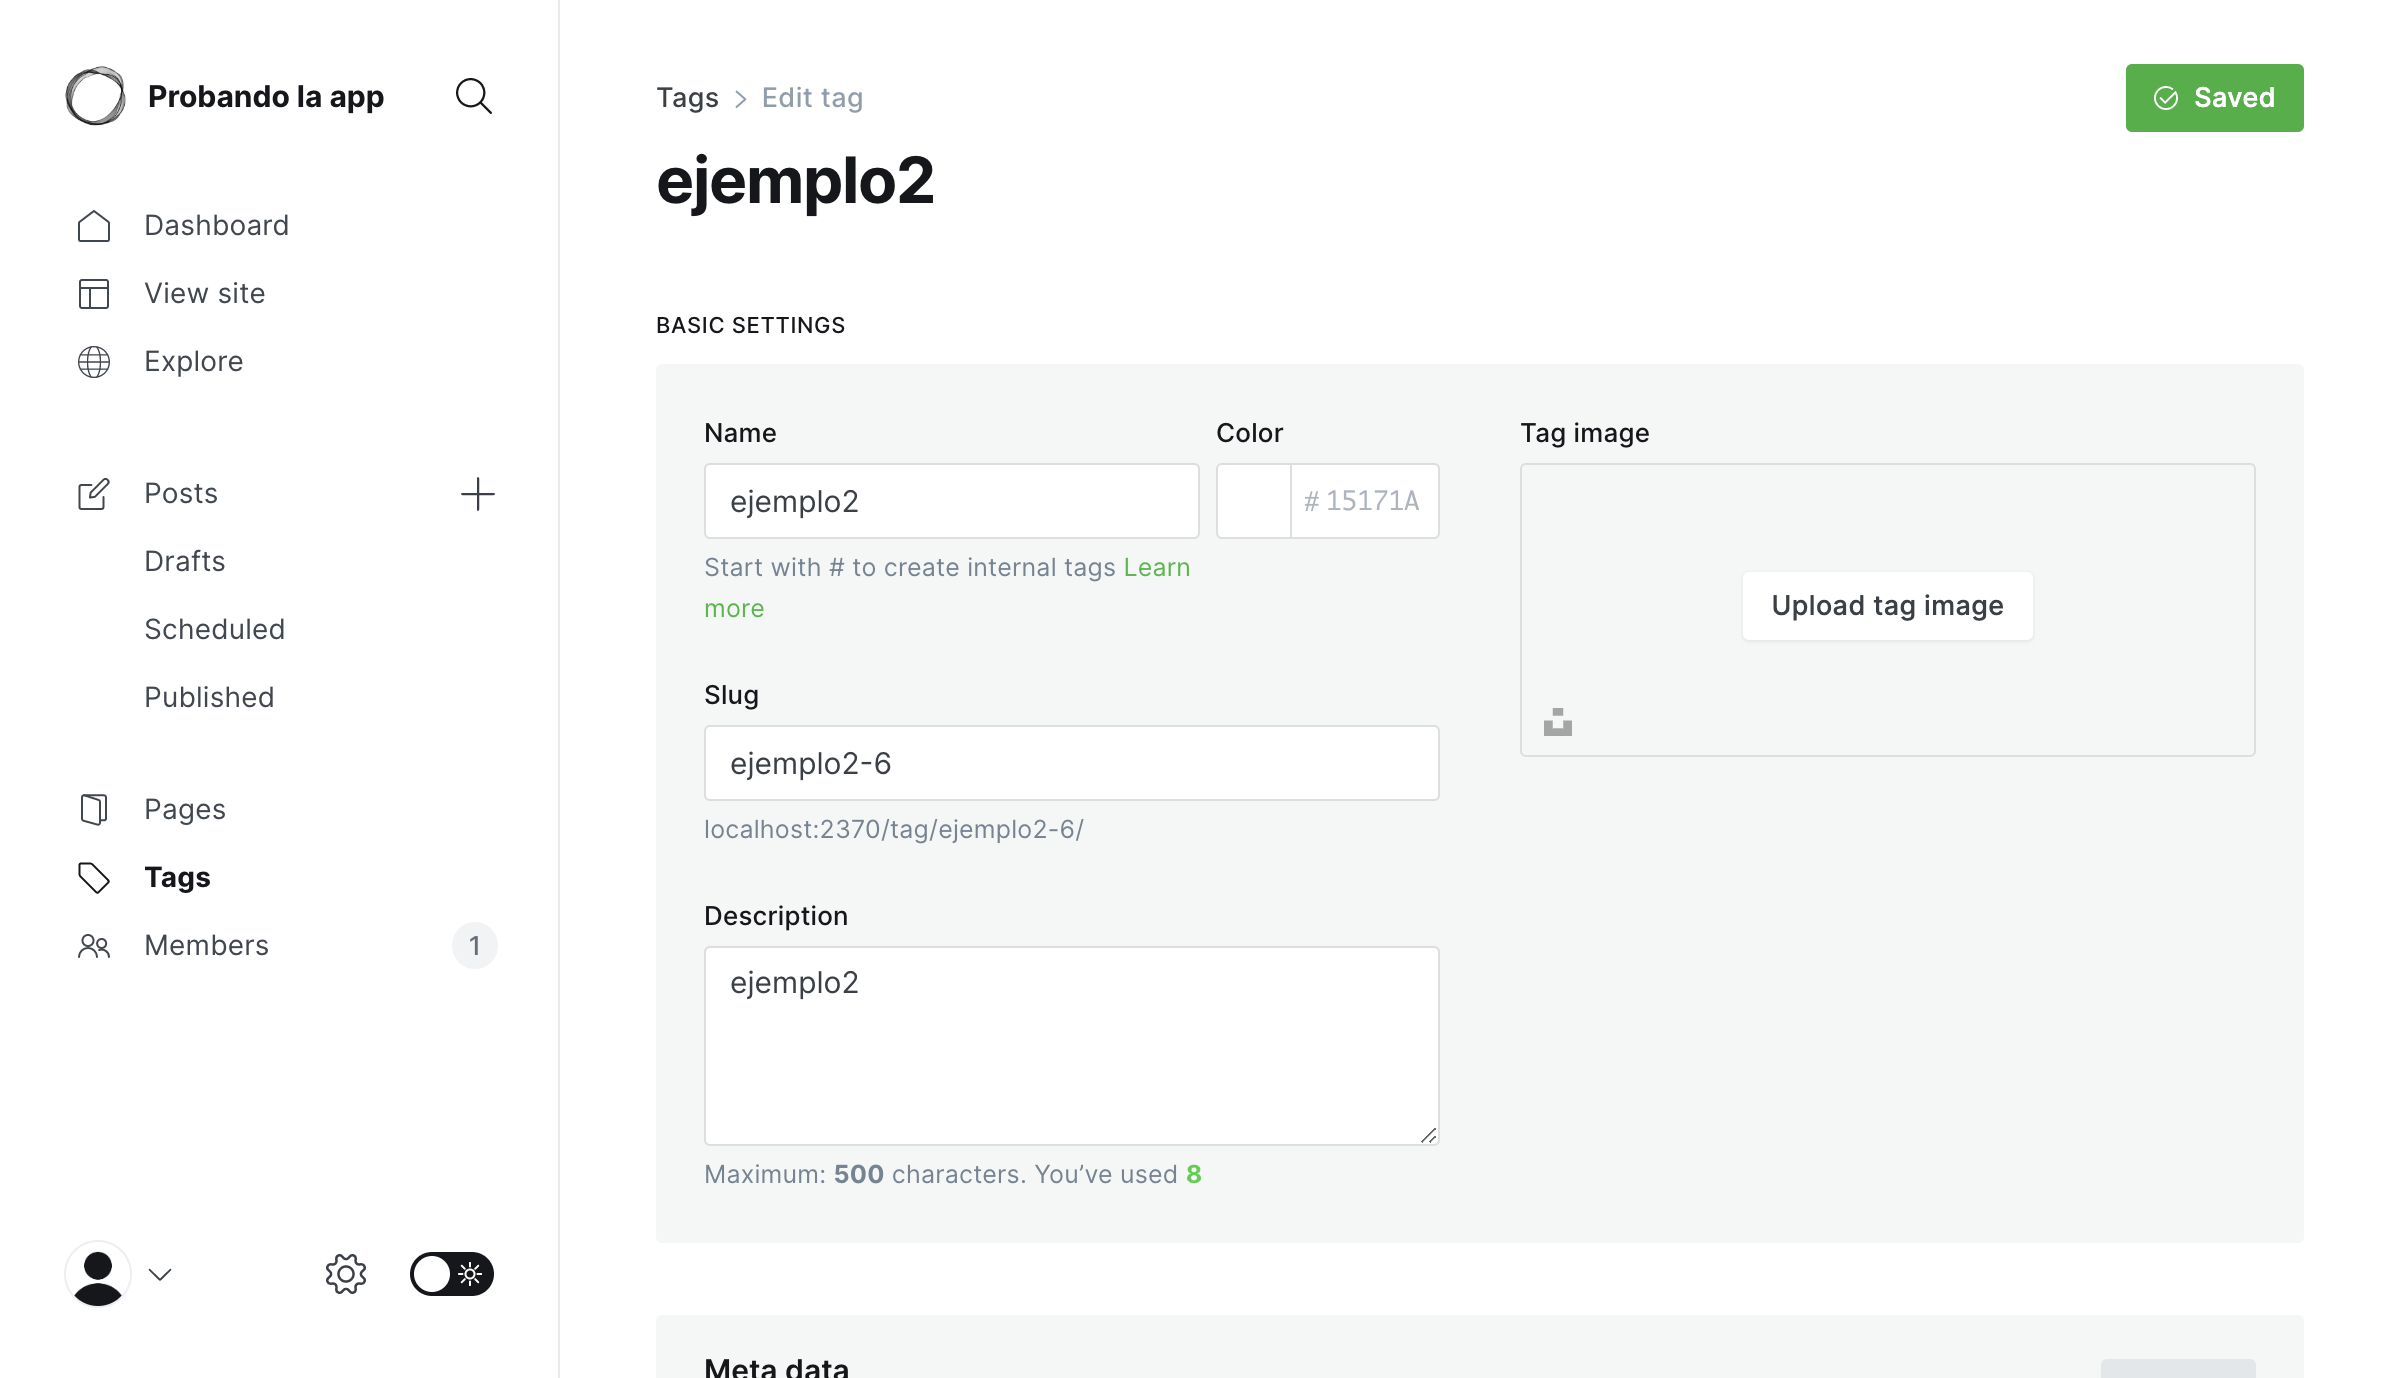 Probando la app
Dashboard
View site
Explore
Posts
Drafts
Scheduled
Published
Pages
Tags
Members 1
Tags > Edit tag
Saved
ejemplo2
BASIC SETTINGS
Name
ejemplo2
Start with # to create internal tags Learn
more
Color
# 15171A
Slug
ejemplo2-6
localhost:2370/tag/ejemplo2-6/
Description
ejemplo2
Maximum: 500 characters. You’ve used 8
Tag image
Upload tag image
Meta data